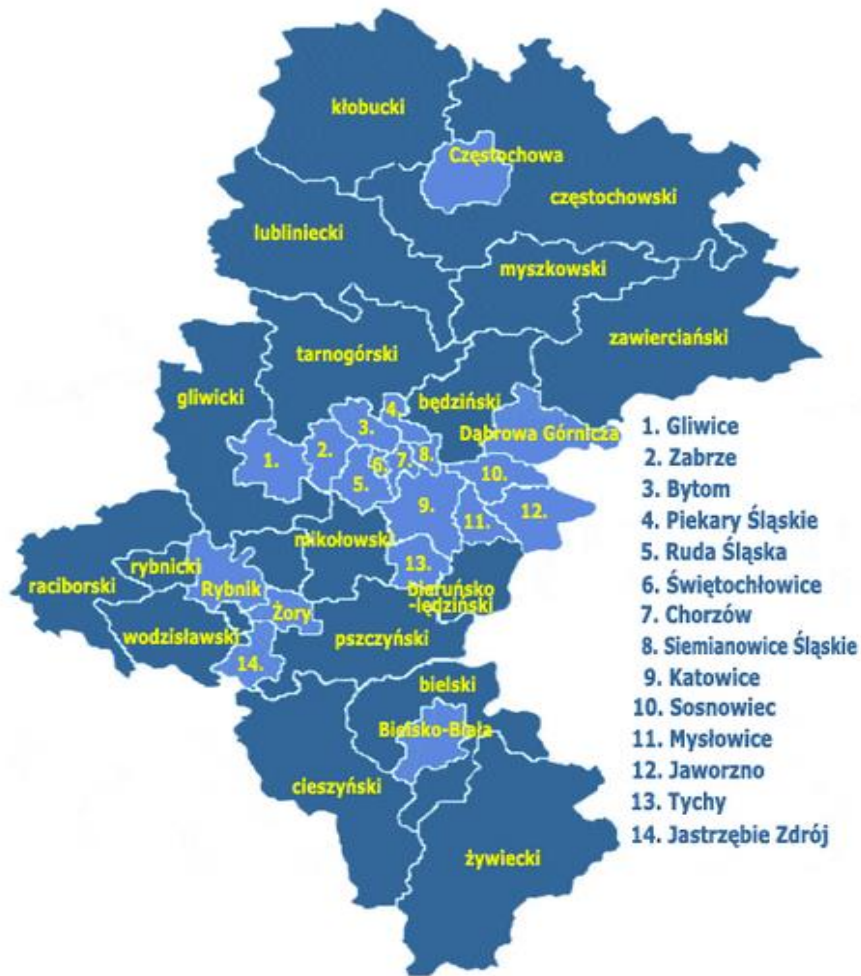 kłobucki
Częstochowa
częstochowski
lubliniecki
myszkowski
zawierciański
tarnogórski
gliwicki
będziński
Dąbrowa Górnicza
4.
3.
2.
1.
6.
7.
8.
5.
10.
9.
11.
12.
mikołowski
13.
rybnicki
raciborski
Rybnik
bieruńsko
-lędziński
Żory
wodzisławski
pszczyński
14.
bielski
Bielsko-Biała
cieszyński
żywiecki
1. Gliwice
2. Zabrze
3. Bytom
4. Piekary Śląskie
5. Ruda Śląska
6. Świętochłowice
7. Chorzów
8. Siemianowice Śląskie
9. Katowice
10. Sosnowiec
11. Mysłowice
12. Jaworzno
13. Tychy
14. Jastrzębie Zdrój